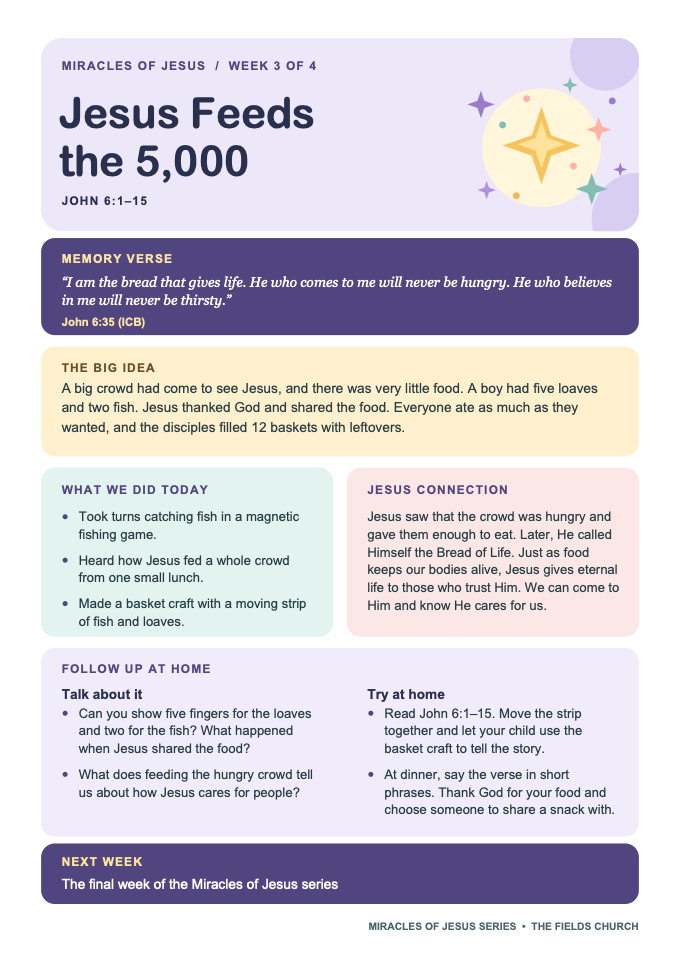 MIRACLES OF JESUS / WEEK 3 OF 4
Jesus Feeds
the 5,000
JOHN 6:1–15
MEMORY VERSE
“I am the bread that gives life. He who comes to me will never be hungry. He who believes
in me will never be thirsty.”
John 6:35 (ICB)
THE BIG IDEA
A big crowd had come to see Jesus, and there was very little food. A boy had five loaves
and two fish. Jesus thanked God and shared the food. Everyone ate as much as they
wanted, and the disciples filled 12 baskets with leftovers.
WHAT WE DID TODAY
• Took turns catching fish in a magnetic
fishing game.
• Heard how Jesus fed a whole crowd
from one small lunch.
• Made a basket craft with a moving strip
of fish and loaves.
JESUS CONNECTION
Jesus saw that the crowd was hungry and
gave them enough to eat. Later, He called
Himself the Bread of Life. Just as food
keeps our bodies alive, Jesus gives eternal
life to those who trust Him. We can come to
Him and know He cares for us.
FOLLOW UP AT HOME
Talk about it
• Can you show five fingers for the loaves
and two for the fish? What happened
when Jesus shared the food?
• What does feeding the hungry crowd tell
us about how Jesus cares for people?
Try at home
• Read John 6:1–15. Move the strip
together and let your child use the
basket craft to tell the story.
• At dinner, say the verse in short
phrases. Thank God for your food and
choose someone to share a snack with.
NEXT WEEK
The final week of the Miracles of Jesus series
MIRACLES OF JESUS SERIES • THE FIELDS CHURCH